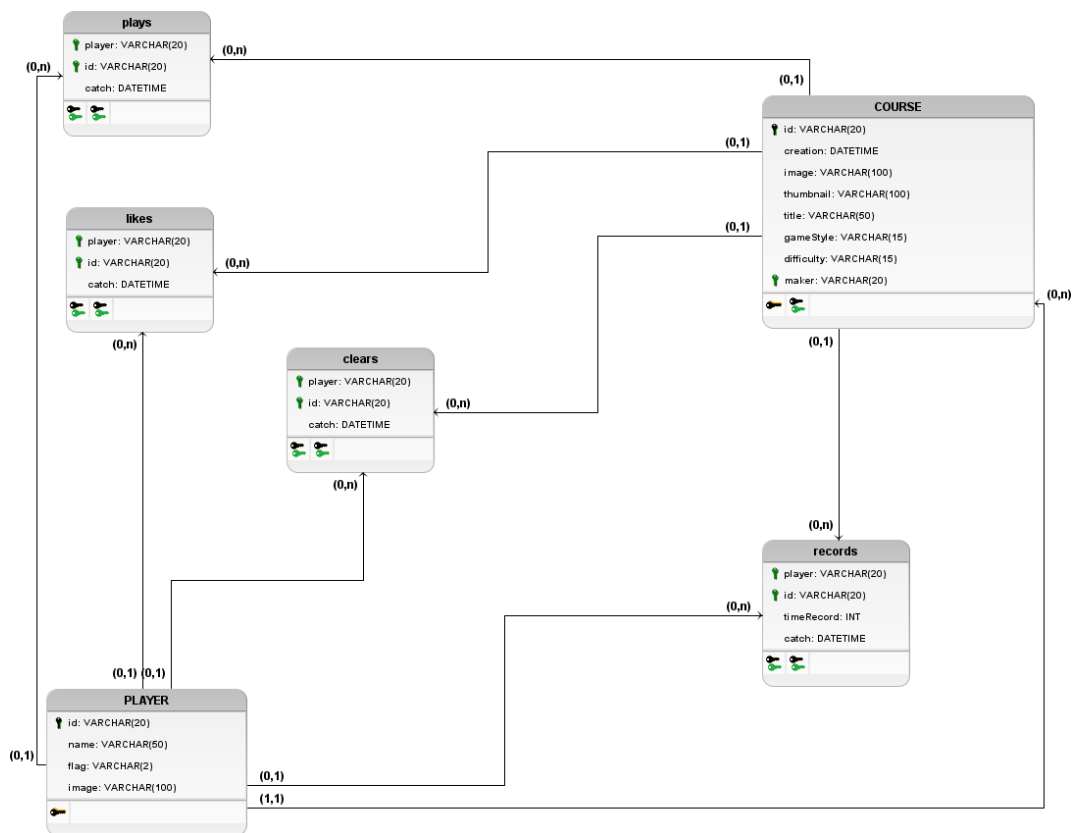 plays
player: VARCHAR(20)
id: VARCHAR(20)
catch: DATETIME
(0,n)
(0,n)
(0,1)
COURSE
id: VARCHAR(20)
creation: DATETIME
image: VARCHAR(100)
thumbnail: VARCHAR(100)
title: VARCHAR(50)
gameStyle: VARCHAR(15)
difficulty: VARCHAR(15)
maker: VARCHAR(20)
(0,1)
(0,1)
(0,n)
(0,1)
likes
player: VARCHAR(20)
id: VARCHAR(20)
catch: DATETIME
(0,n)
(0,n)
clears
player: VARCHAR(20)
id: VARCHAR(20)
catch: DATETIME
(0,n)
(0,n)
(0,n)
records
player: VARCHAR(20)
id: VARCHAR(20)
timeRecord: INT
catch: DATETIME
(0,n)
(0,1) (0,1)
PLAYER
id: VARCHAR(20)
name: VARCHAR(50)
flag: VARCHAR(2)
image: VARCHAR(100)
(0,1)
(0,1)
(1,1)